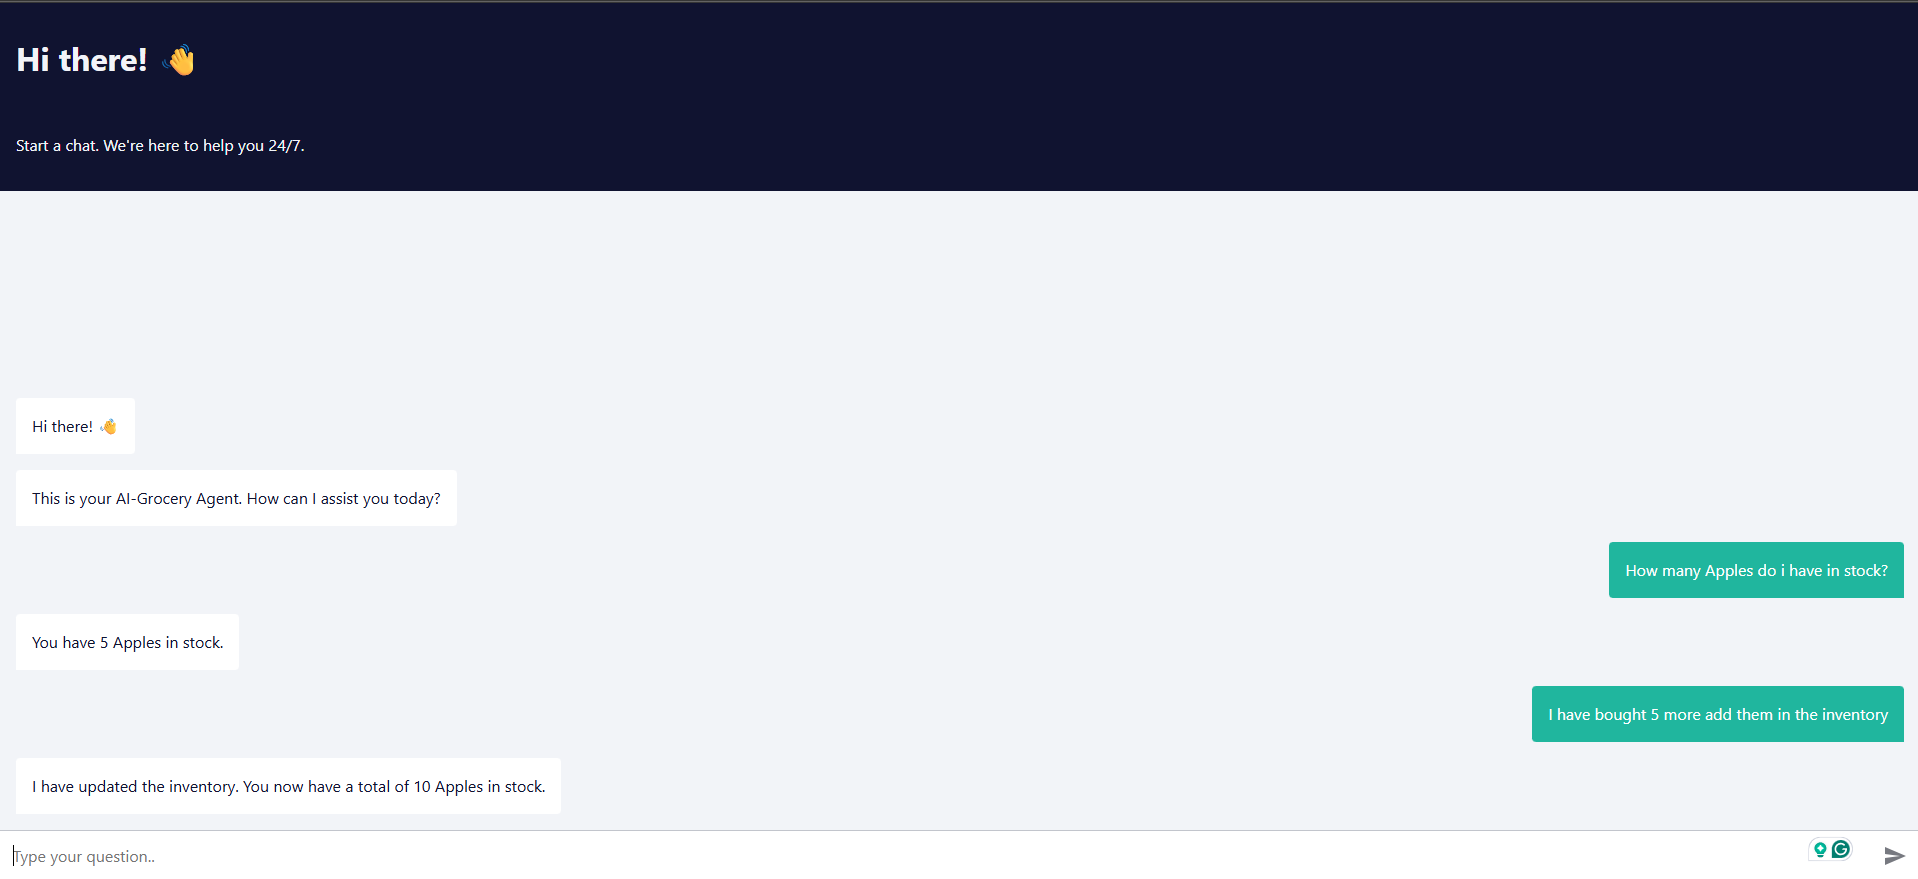 Hi there! 👋
Start a chat. We're here to help you 24/7.
Hi there! 👋
This is your AI-Grocery Agent. How can I assist you today?
How many Apples do i have in stock?
You have 5 Apples in stock.
I have bought 5 more add them in the inventory
I have updated the inventory. You now have a total of 10 Apples in stock.
Type your question..